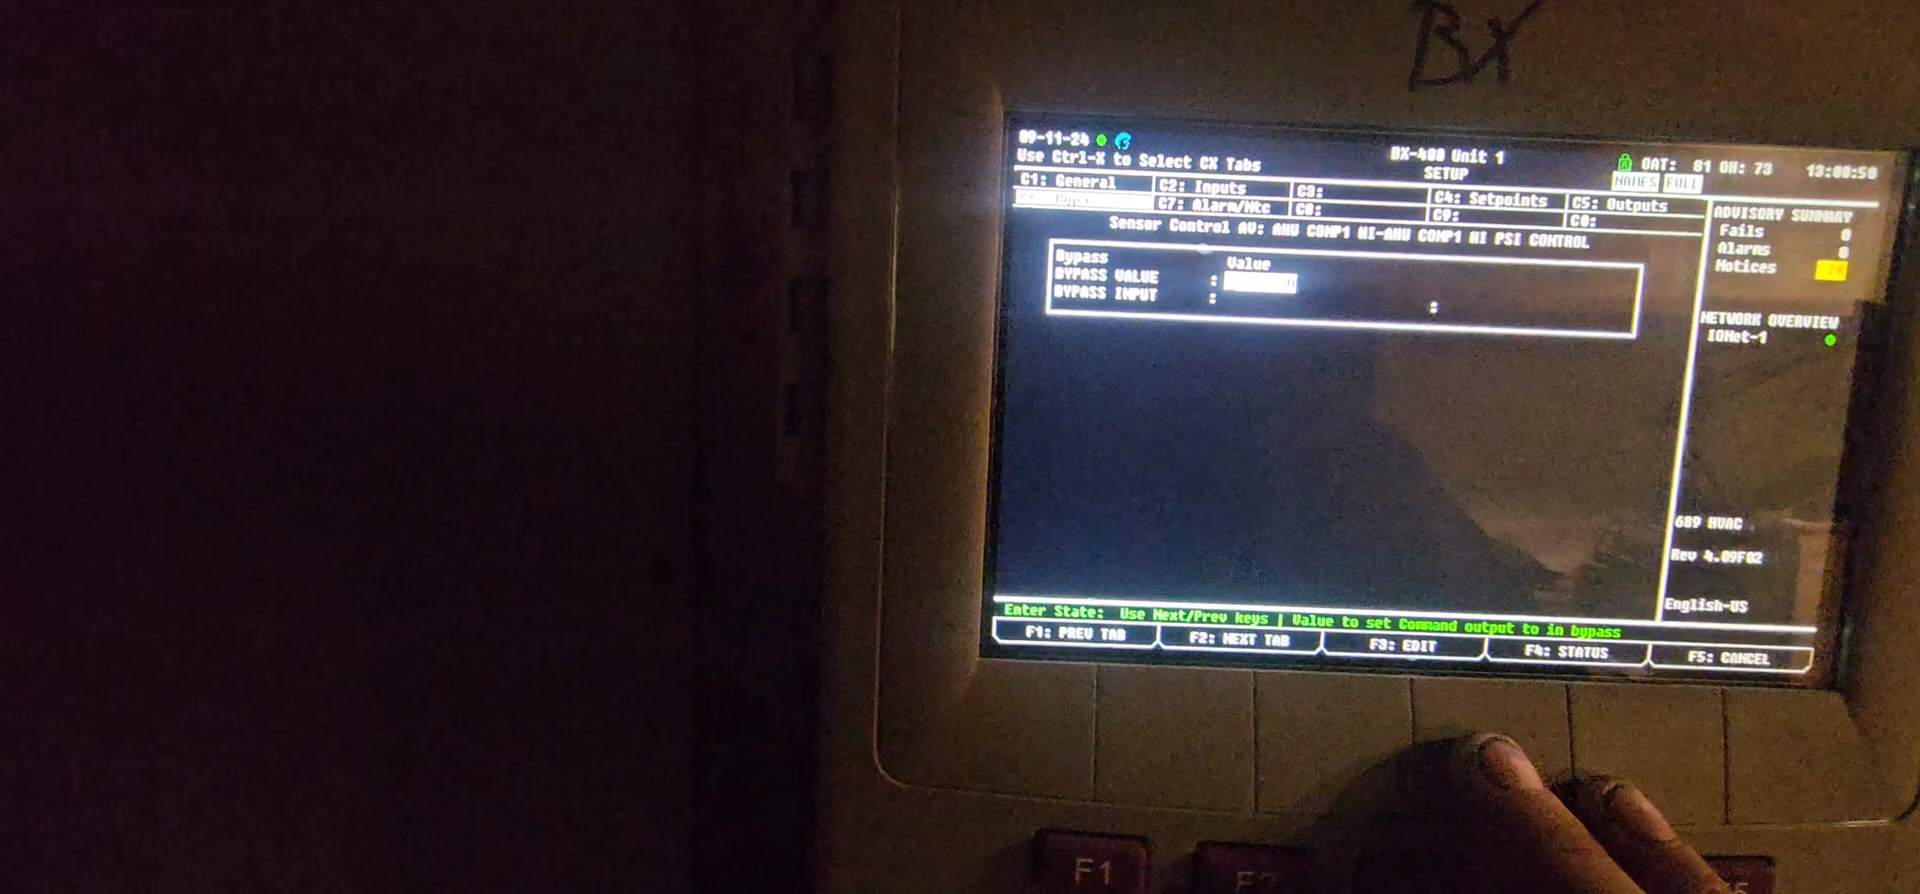 BX
09-11-24
BX-400 Unit 1
OAT: 81 OH: 73
13:00:50
Use Ctrl-X to Select CX Tabs
SETUP
NAMES FULL
C1: General
C2: Inputs
C3:
C4: Setpoints
C5: Outputs
C7: Alarm/Mtc
C8:
C9:
C0:
Sensor Control AV: AHU COMP1 HI-AHU COMP1 HI PSI CONTROL
Bypass
Value
BYPASS VALUE :
BYPASS INPUT :
:
ADVISORY SUMMARY
Fails 0
Alarms 0
Notices
NETWORK OVERVIEW
IONet-1
689 HVAC
Rev 4.09F02
English-US
Enter State: Use Next/Prev keys | Value to set Command output to in bypass
F1: PREV TAB
F2: NEXT TAB
F3: EDIT
F4: STATUS
F5: CANCEL
F1